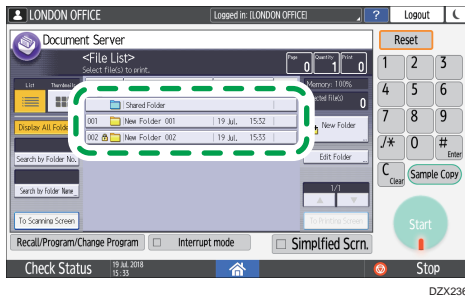 LONDON OFFICE
Logged in: [LONDON OFFICE]
?
Logout
Document Server
Reset
<File List>
Select file(s) to print.
Page 0
Quantity 1
Print 0
List
Thumbnails
Memory: 100%
Selected File(s) 0
Shared Folder
001 New Folder 001 19 Jul. 15:32
002 New Folder 002 19 Jul. 15:33
Display All Folders
New Folder
Search by Folder No.
Edit Folder
Search by Folder Name
1/1
To Scanning Screen
To Printing Screen
Recall/Program/Change Program
Interrupt mode
Simplfied Scrn.
1 2 3
4 5 6
7 8 9
./* 0 # Enter
C Clear
Sample Copy
Start
Check Status
19 Jul. 2018
15:33
Stop
DZX236